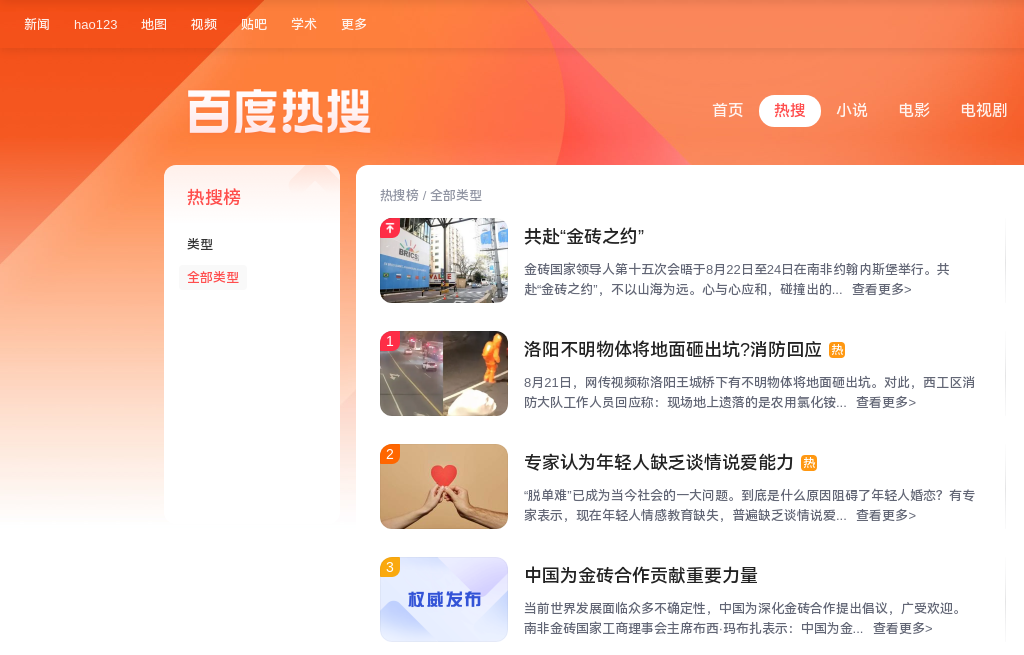 新闻 hao123 地图 视频 贴吧 学术 更多
百度热搜
首页 热搜 小说 电影 电视剧
热搜榜
类型
全部类型
热搜榜 / 全部类型
BRICS
共赴“金砖之约”
金砖国家领导人第十五次会晤于8月22日至24日在南非约翰内斯堡举行。共
赴“金砖之约”，不以山海为远。心与心应和，碰撞出的... 查看更多>
1
洛阳不明物体将地面砸出坑?消防回应 热
8月21日，网传视频称洛阳王城桥下有不明物体将地面砸出坑。对此，西工区消
防大队工作人员回应称：现场地上遗落的是农用氯化铵... 查看更多>
2
专家认为年轻人缺乏谈情说爱能力 热
“脱单难”已成为当今社会的一大问题。到底是什么原因阻碍了年轻人婚恋？有专
家表示，现在年轻人情感教育缺失，普遍缺乏谈情说爱... 查看更多>
3
权威发布
中国为金砖合作贡献重要力量
当前世界发展面临众多不确定性，中国为深化金砖合作提出倡议，广受欢迎。
南非金砖国家工商理事会主席布西·玛布扎表示：中国为金... 查看更多>